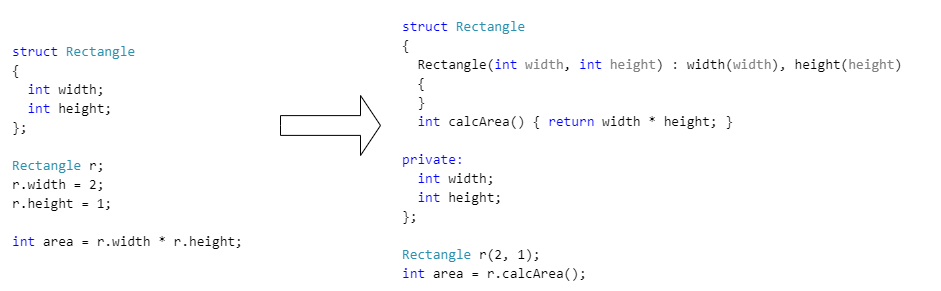 struct Rectangle
{
  int width;
  int height;
};

Rectangle r;
r.width = 2;
r.height = 1;

int area = r.width * r.height;

struct Rectangle
{
  Rectangle(int width, int height) : width(width), height(height)
  {
  }
  int calcArea() { return width * height; }

private:
  int width;
  int height;
};

Rectangle r(2, 1);
int area = r.calcArea();